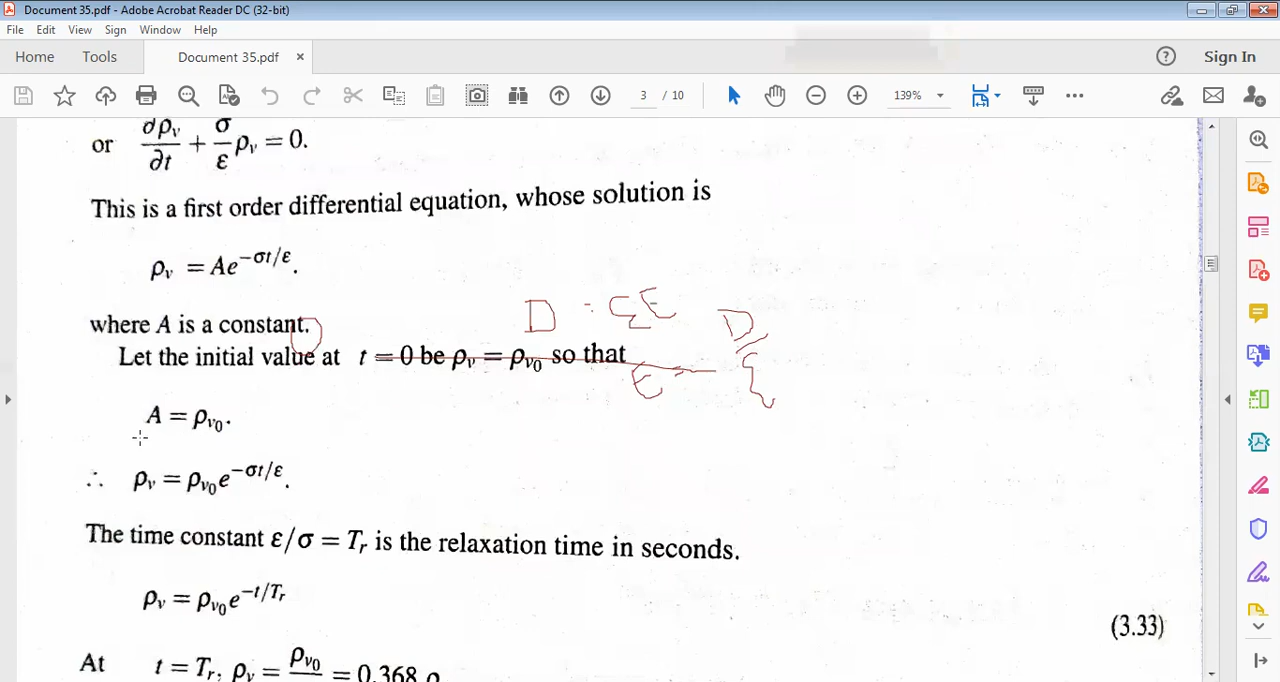 Document 35.pdf - Adobe Acrobat Reader DC (32-bit)
File Edit View Sign Window Help
Home Tools Document 35.pdf × ? Sign In
3 / 10 139%
or ∂ρᵥ/∂t + σ/ε ρᵥ = 0.
This is a first order differential equation, whose solution is
ρᵥ = Ae^(−σt/ε).
where A is a constant.
D = εE
D
Let the initial value at t = 0 be ρᵥ = ρᵥ₀ so that
E =
ε
A = ρᵥ₀.
∴ ρᵥ = ρᵥ₀e^(−σt/ε).
The time constant ε/σ = Tᵣ is the relaxation time in seconds.
ρᵥ = ρᵥ₀e^(−t/Tᵣ)
(3.33)
At t = Tᵣ, ρᵥ = ρᵥ₀ = 0.368